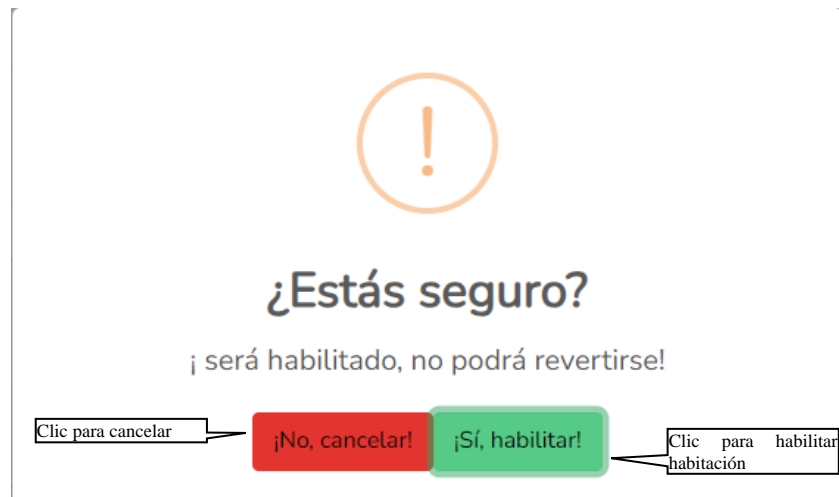 ¿Estás seguro?
¡ será habilitado, no podrá revertirse!
Clic para cancelar
¡No, cancelar!
¡Sí, habilitar!
Clic para habilitar
habitación